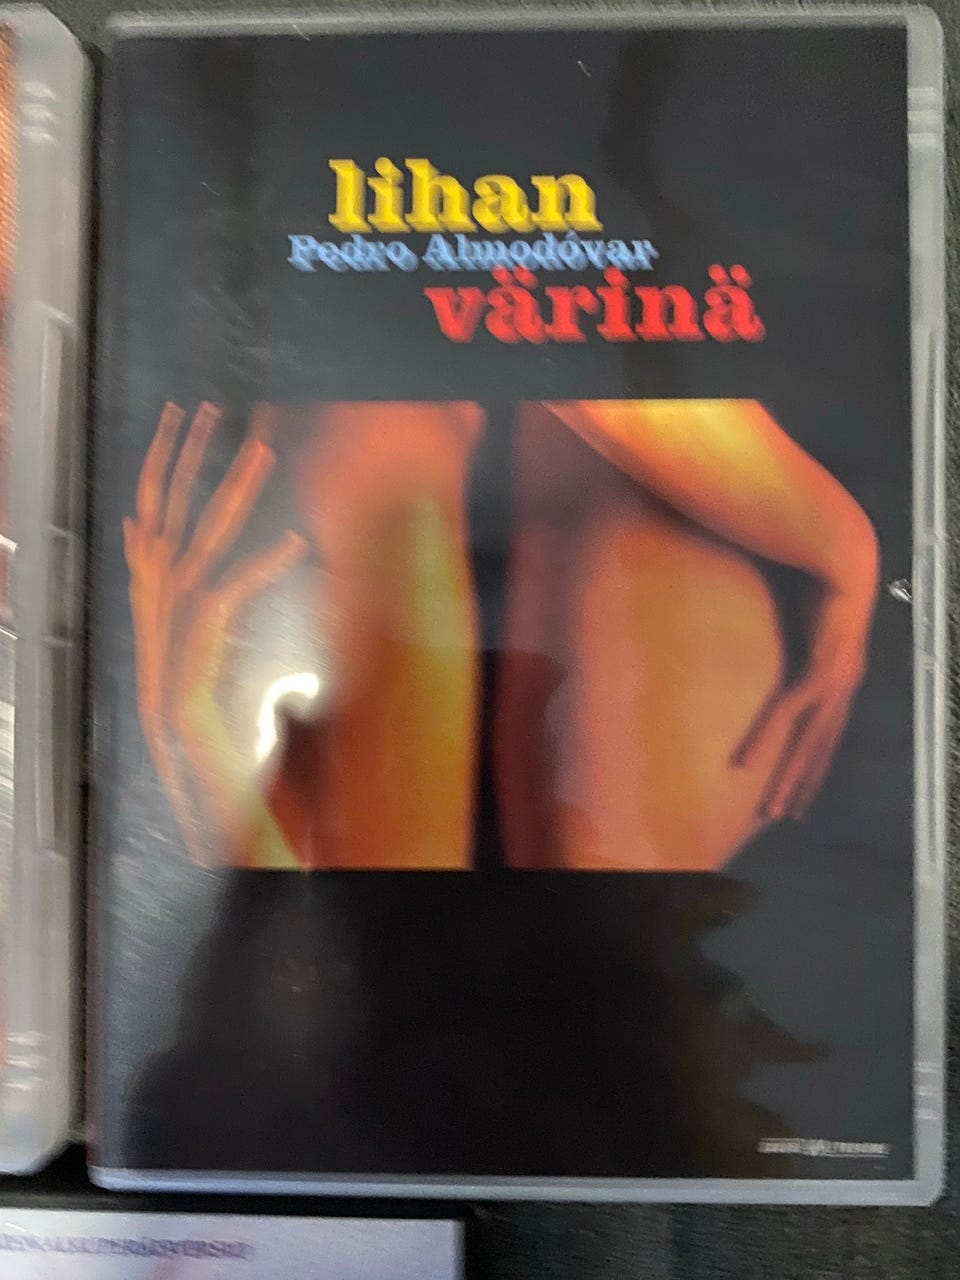 lihan
Pedro Almodóvar
värinä